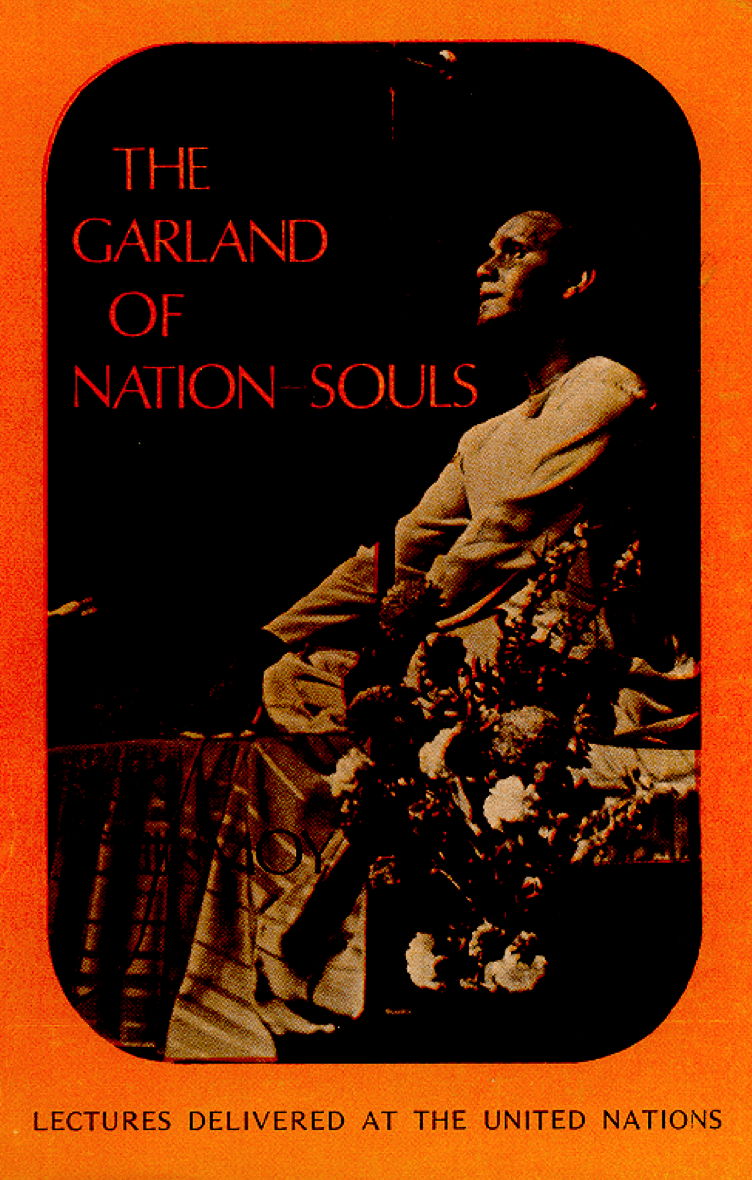 THE
GARLAND
OF
NATION–SOULS
LECTURES DELIVERED AT THE UNITED NATIONS